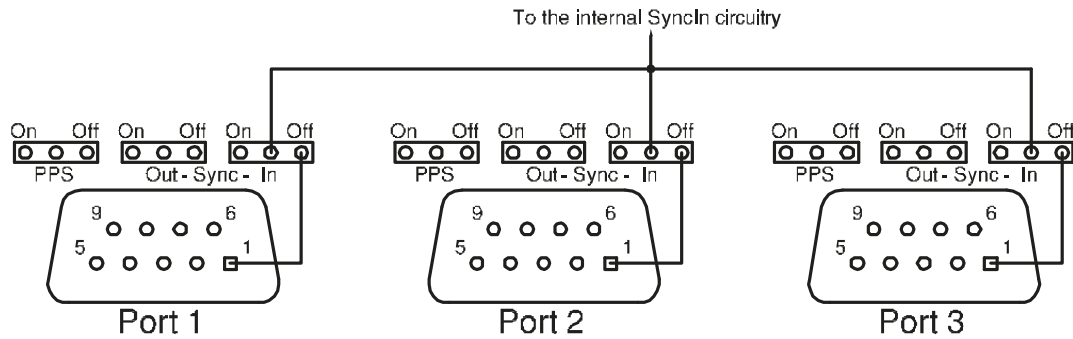 To the internal SyncIn circuitry
On Off On Off On Off On Off On Off On Off On Off On Off On Off
PPS Out - Sync - In PPS Out - Sync - In PPS Out - Sync - In
9 6 9 6 9 6
5 1 5 1 5 1
Port 1 Port 2 Port 3